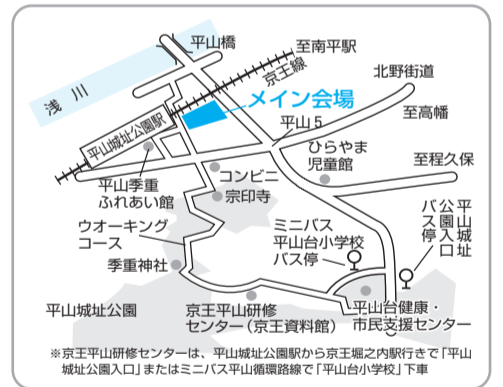 平山橋
至南平駅
京王線
北野街道
浅川
メイン会場
至高幡
平山城址公園駅
平山5
ひらやま
児童館
至程久保
平山季重
ふれあい館
コンビニ
宗印寺
ウオーキング
コース
ミニバス
平山台小学校
バス停
平山城址
公園入口
バス停
季重神社
平山城址公園
京王平山研修
センター(京王資料館)
平山台健康・
市民支援センター
※京王平山研修センターは、平山城址公園駅から京王堀之内駅行きで「平山
城址公園入口」またはミニバス平山循環路線で「平山台小学校」下車